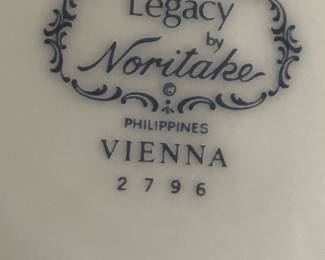 Legacy
by
Noritake
©
PHILIPPINES
VIENNA
2796